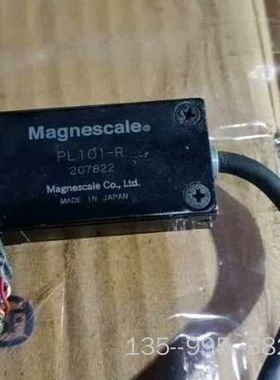 Magnescale®
PL101-R
207822
Magnescale Co., Ltd.
MADE IN JAPAN